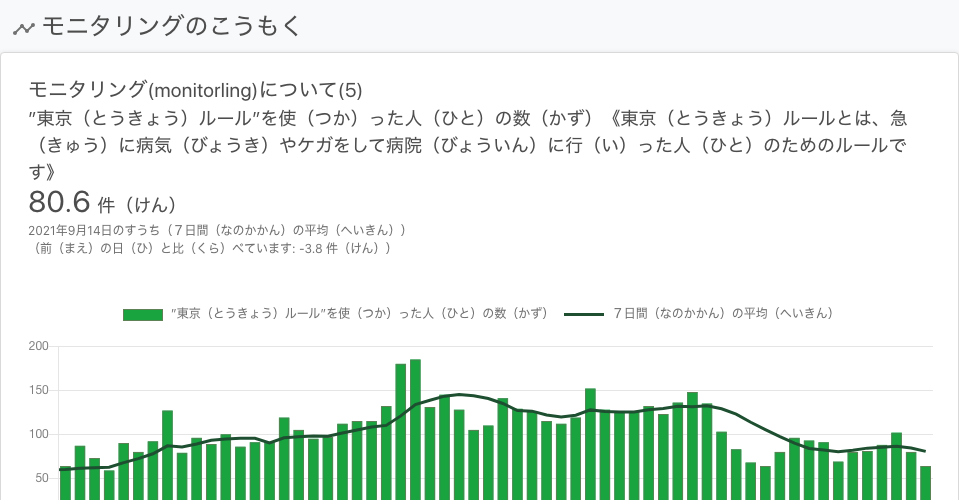 モニタリングのこうもく
モニタリング(monitorling)について(5)
”東京（とうきょう）ルール”を使（つか）った人（ひと）の数（かず）《東京（とうきょう）ルールとは、急
（きゅう）に病気（びょうき）やケガをして病院（びょういん）に行（い）った人（ひと）のためのルールで
す》
80.6 件（けん）
2021年9月14日のすうち（７日間（なのかかん）の平均（へいきん））
（前（まえ）の日（ひ）と比（くら）べています: -3.8 件（けん））
”東京（とうきょう）ルール”を使（つか）った人（ひと）の数（かず） ７日間（なのかかん）の平均（へいきん）
200
150
100
50